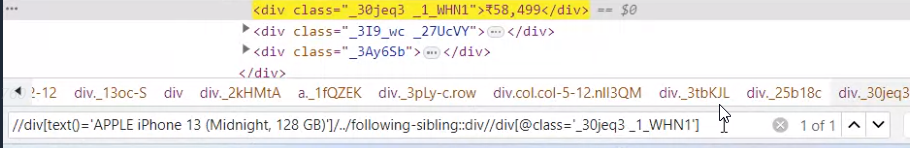 <div class="_30jeq3 _1_WHN1">₹58,499</div> == $0
<div class="_3I9_wc _27UcVY">…</div>
<div class="_3Ay6Sb">…</div>
</div>
2-12 div._13oc-S div div._2kHMtA a._1fQZEK div._3pLy-c.row div.col.col-5-12.nlI3QM div._3tbKJL div._25b18c div._30jeq3
//div[text()='APPLE iPhone 13 (Midnight, 128 GB)']/../following-sibling::div//div[@class='_30jeq3 _1_WHN1'] 1 of 1